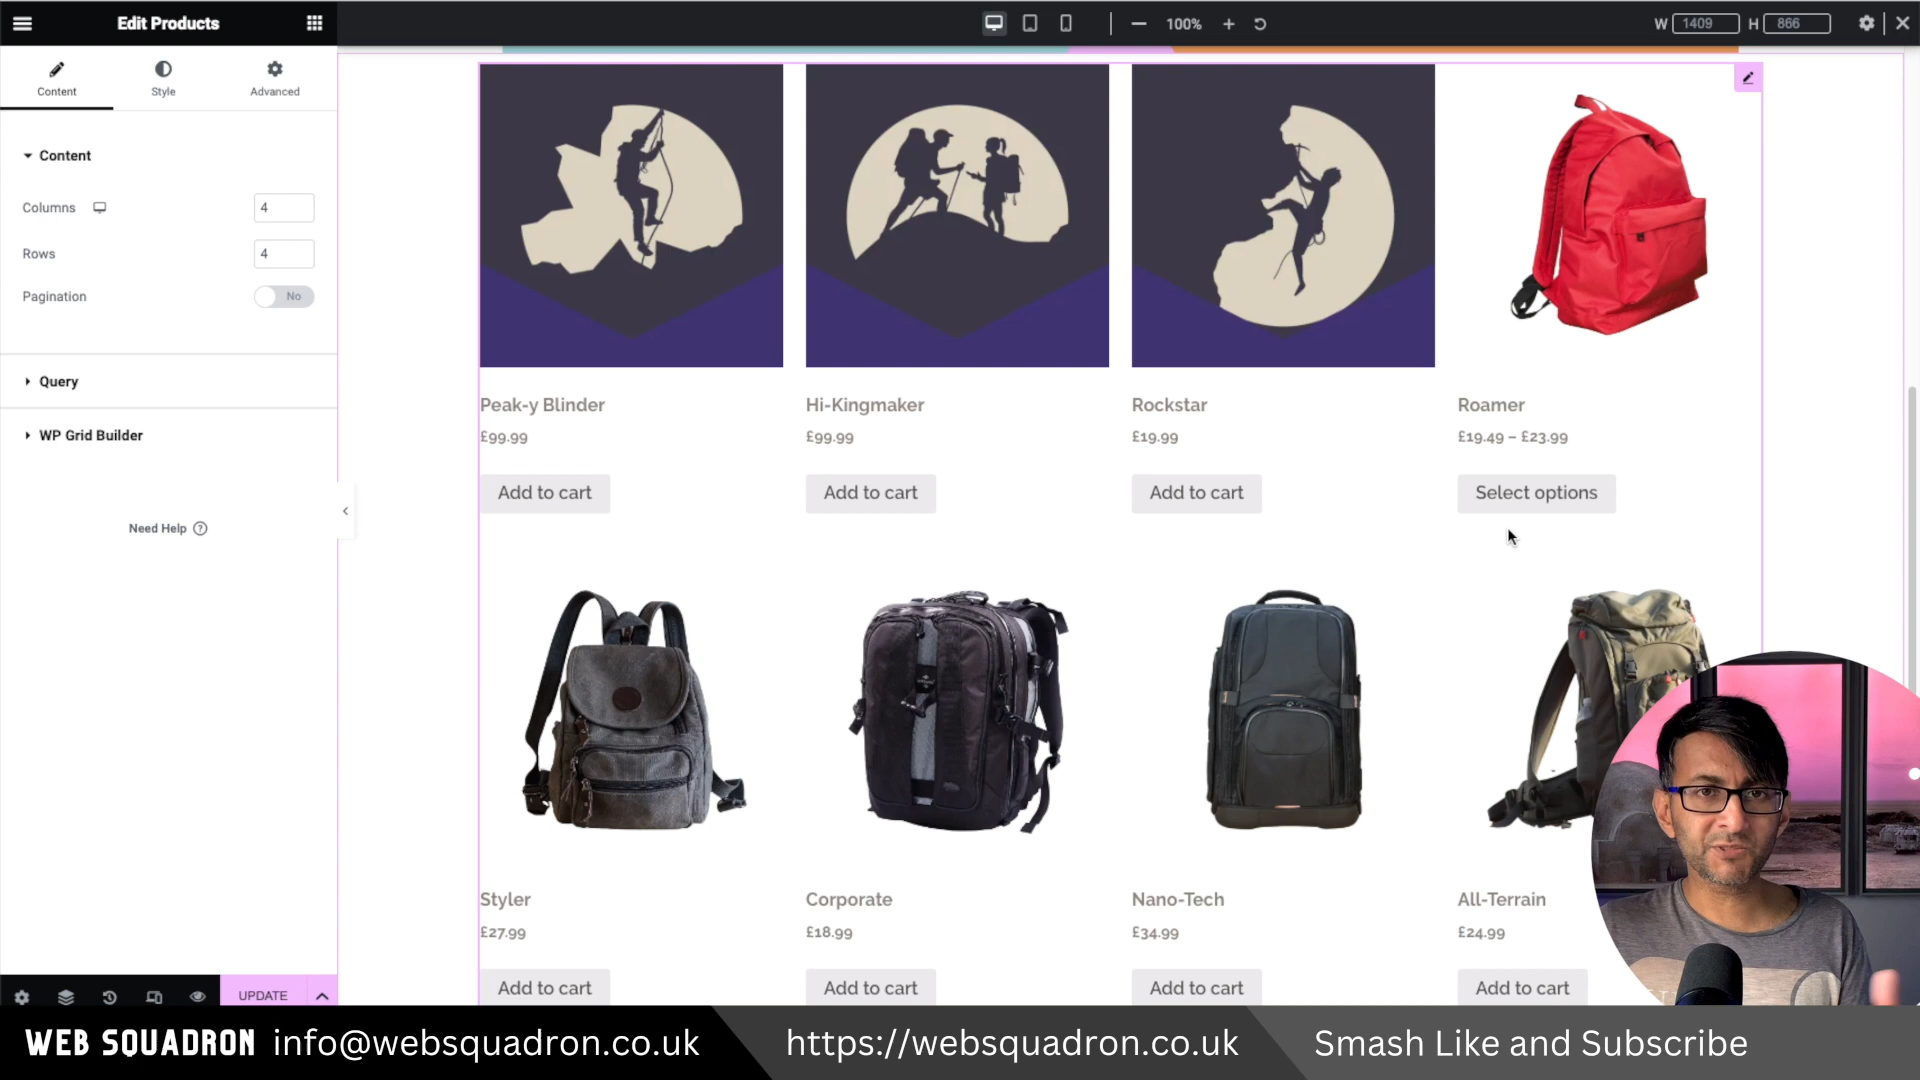 Edit Products
100%
W 1409 H 866
Content Style Advanced
Content
Columns 4
Rows 4
Pagination No
Query
WP Grid Builder
Need Help ?
UPDATE
Peak-y Blinder
£99.99
Add to cart
Hi-Kingmaker
£99.99
Add to cart
Rockstar
£19.99
Add to cart
Roamer
£19.49 – £23.99
Select options
Styler
£27.99
Add to cart
Corporate
£18.99
Add to cart
Nano-Tech
£34.99
Add to cart
All-Terrain
£24.99
Add to cart
WEB SQUADRON info@websquadron.co.uk
https://websquadron.co.uk
Smash Like and Subscribe